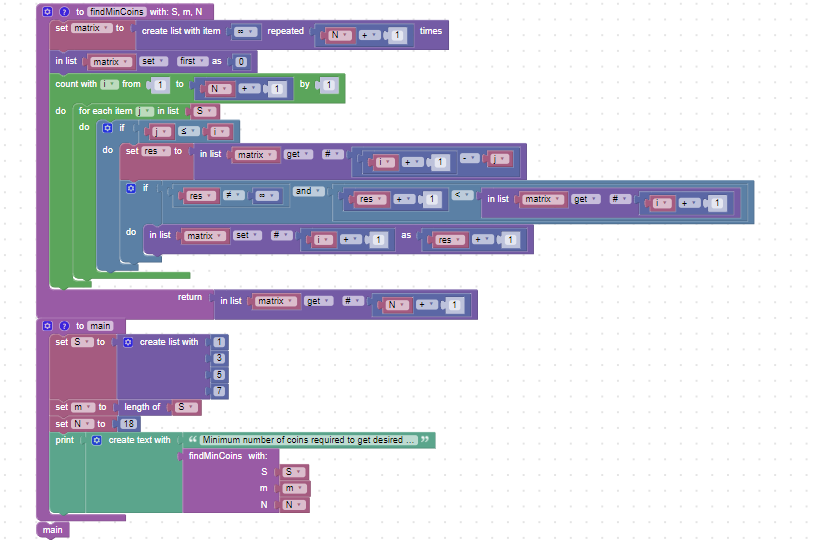 ? to findMinCoins with: S, m, N
set matrix to create list with item ∞ repeated N + 1 times
in list matrix set first as 0
count with i from 1 to N + 1 by 1
do for each item j in list S
do if j ≤ i
do set res to in list matrix get # i + 1 - j
if res ≠ ∞ and res + 1 < in list matrix get # i + 1
do in list matrix set # i + 1 as res + 1
return in list matrix get # N + 1
? to main
set S to create list with 1
3
5
7
set m to length of S
set N to 18
print create text with “ Minimum number of coins required to get desired ... ”
findMinCoins with:
S S
m m
N N
main